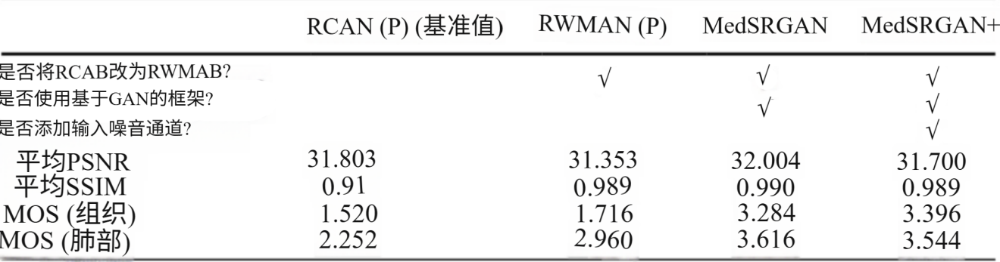 RCAN (P) (基准值) RWMAN (P) MedSRGAN MedSRGAN+
是否将RCAB改为RWMAB? √ √ √
是否使用基于GAN的框架? √ √
是否添加输入噪音通道? √
平均PSNR 31.803 31.353 32.004 31.700
平均SSIM 0.91 0.989 0.990 0.989
MOS (组织) 1.520 1.716 3.284 3.396
MOS (肺部) 2.252 2.960 3.616 3.544